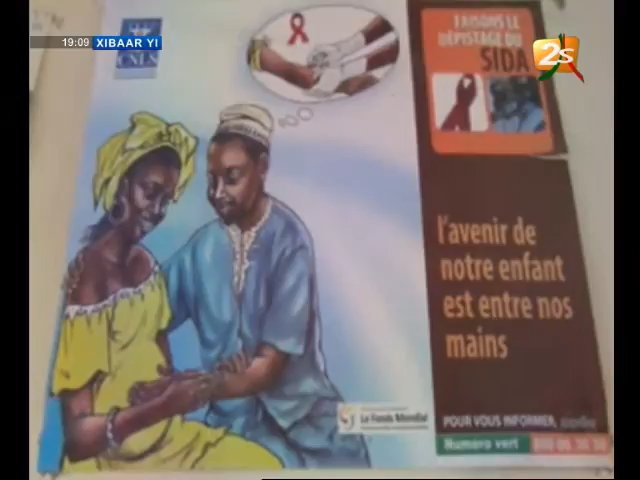 19:09 XIBAAR YI
CNLS
FAISONS LE
DÉPISTAGE DU
SIDA
2S
l'avenir de
notre enfant
est entre nos
mains
Le Fonds Mondial
POUR VOUS INFORMER,
Numéro vert